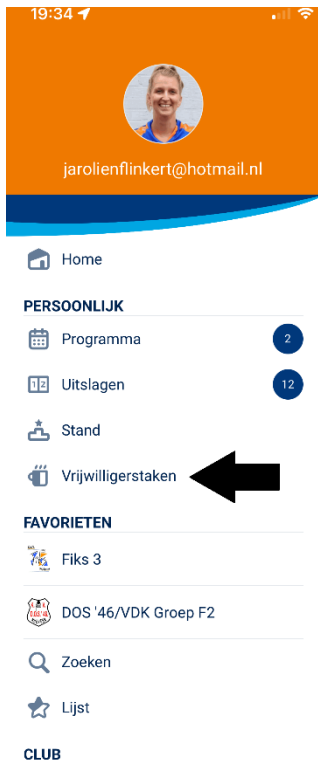 19:34
jarolienflinkert@hotmail.nl
Home
PERSOONLIJK
Programma
2
Uitslagen
12
Stand
Vrijwilligerstaken
FAVORIETEN
Fiks 3
DOS '46/VDK Groep F2
Zoeken
Lijst
CLUB